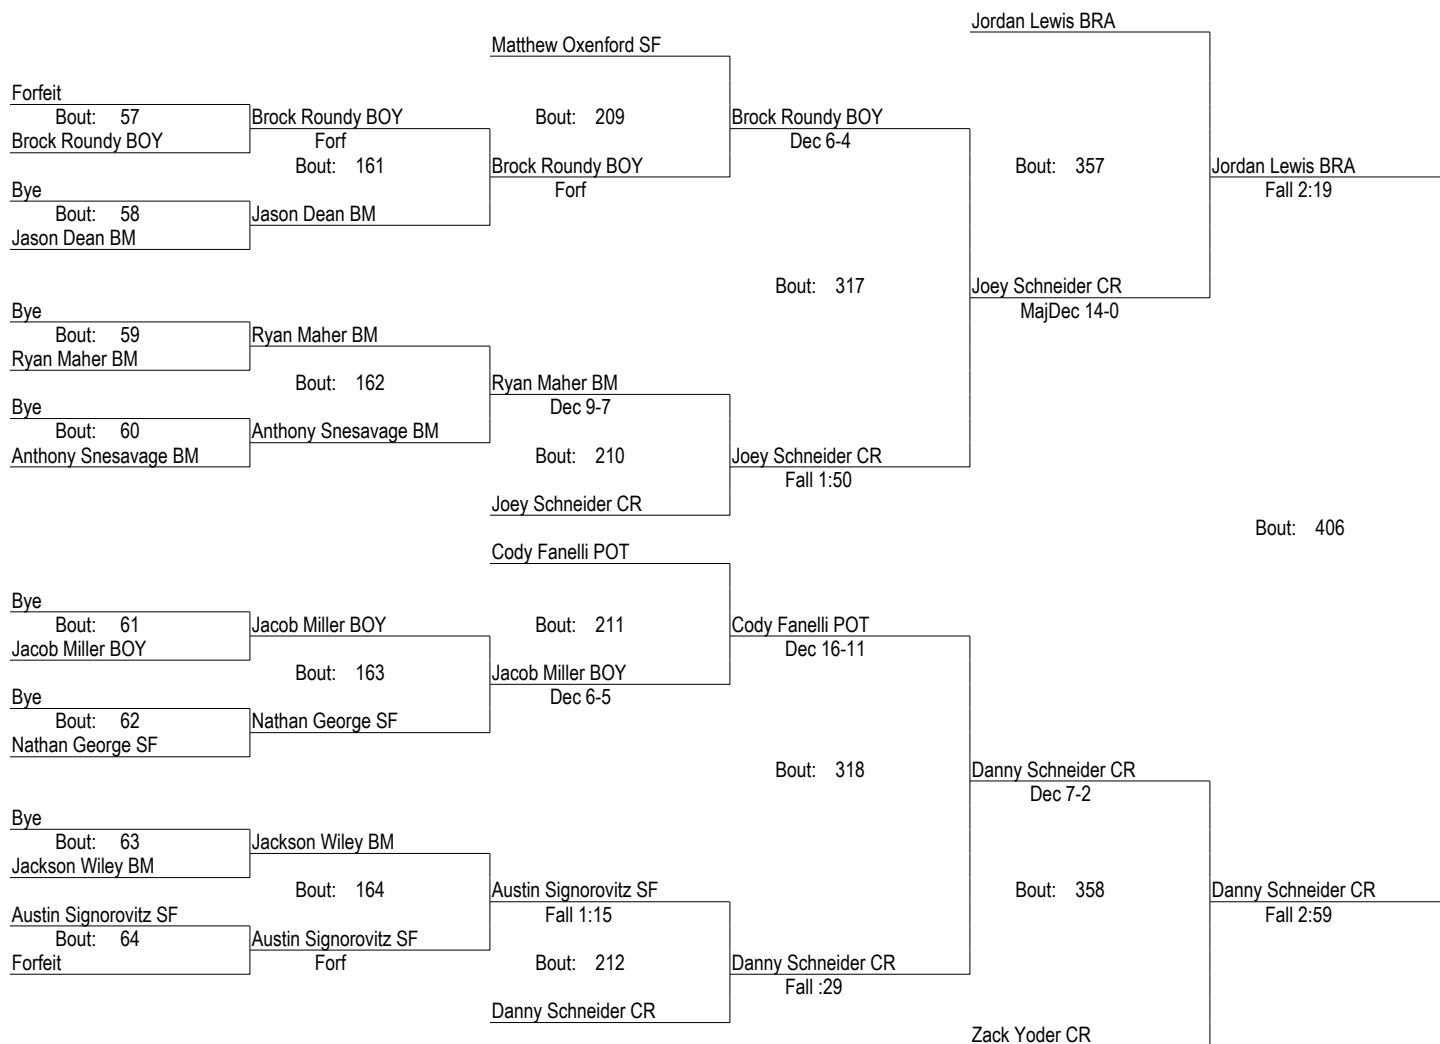 Jordan Lewis BRA
Matthew Oxenford SF
Forfeit
Bout: 57
Brock Roundy BOY
Brock Roundy BOY
Forf
Bout: 209
Brock Roundy BOY
Dec 6-4
Bout: 161
Brock Roundy BOY
Forf
Bout: 357
Jordan Lewis BRA
Fall 2:19
Bye
Bout: 58
Jason Dean BM
Jason Dean BM
Bout: 317
Joey Schneider CR
MajDec 14-0
Bye
Bout: 59
Ryan Maher BM
Ryan Maher BM
Bout: 162
Ryan Maher BM
Dec 9-7
Bye
Bout: 60
Anthony Snesavage BM
Anthony Snesavage BM
Bout: 210
Joey Schneider CR
Fall 1:50
Joey Schneider CR
Bout: 406
Cody Fanelli POT
Bye
Bout: 61
Jacob Miller BOY
Jacob Miller BOY
Bout: 211
Cody Fanelli POT
Dec 16-11
Bout: 163
Jacob Miller BOY
Dec 6-5
Bye
Bout: 62
Nathan George SF
Nathan George SF
Bout: 318
Danny Schneider CR
Dec 7-2
Bye
Bout: 63
Jackson Wiley BM
Jackson Wiley BM
Bout: 164
Austin Signorovitz SF
Fall 1:15
Bout: 358
Danny Schneider CR
Fall 2:59
Austin Signorovitz SF
Bout: 64
Forfeit
Austin Signorovitz SF
Forf
Bout: 212
Danny Schneider CR
Fall :29
Danny Schneider CR
Zack Yoder CR